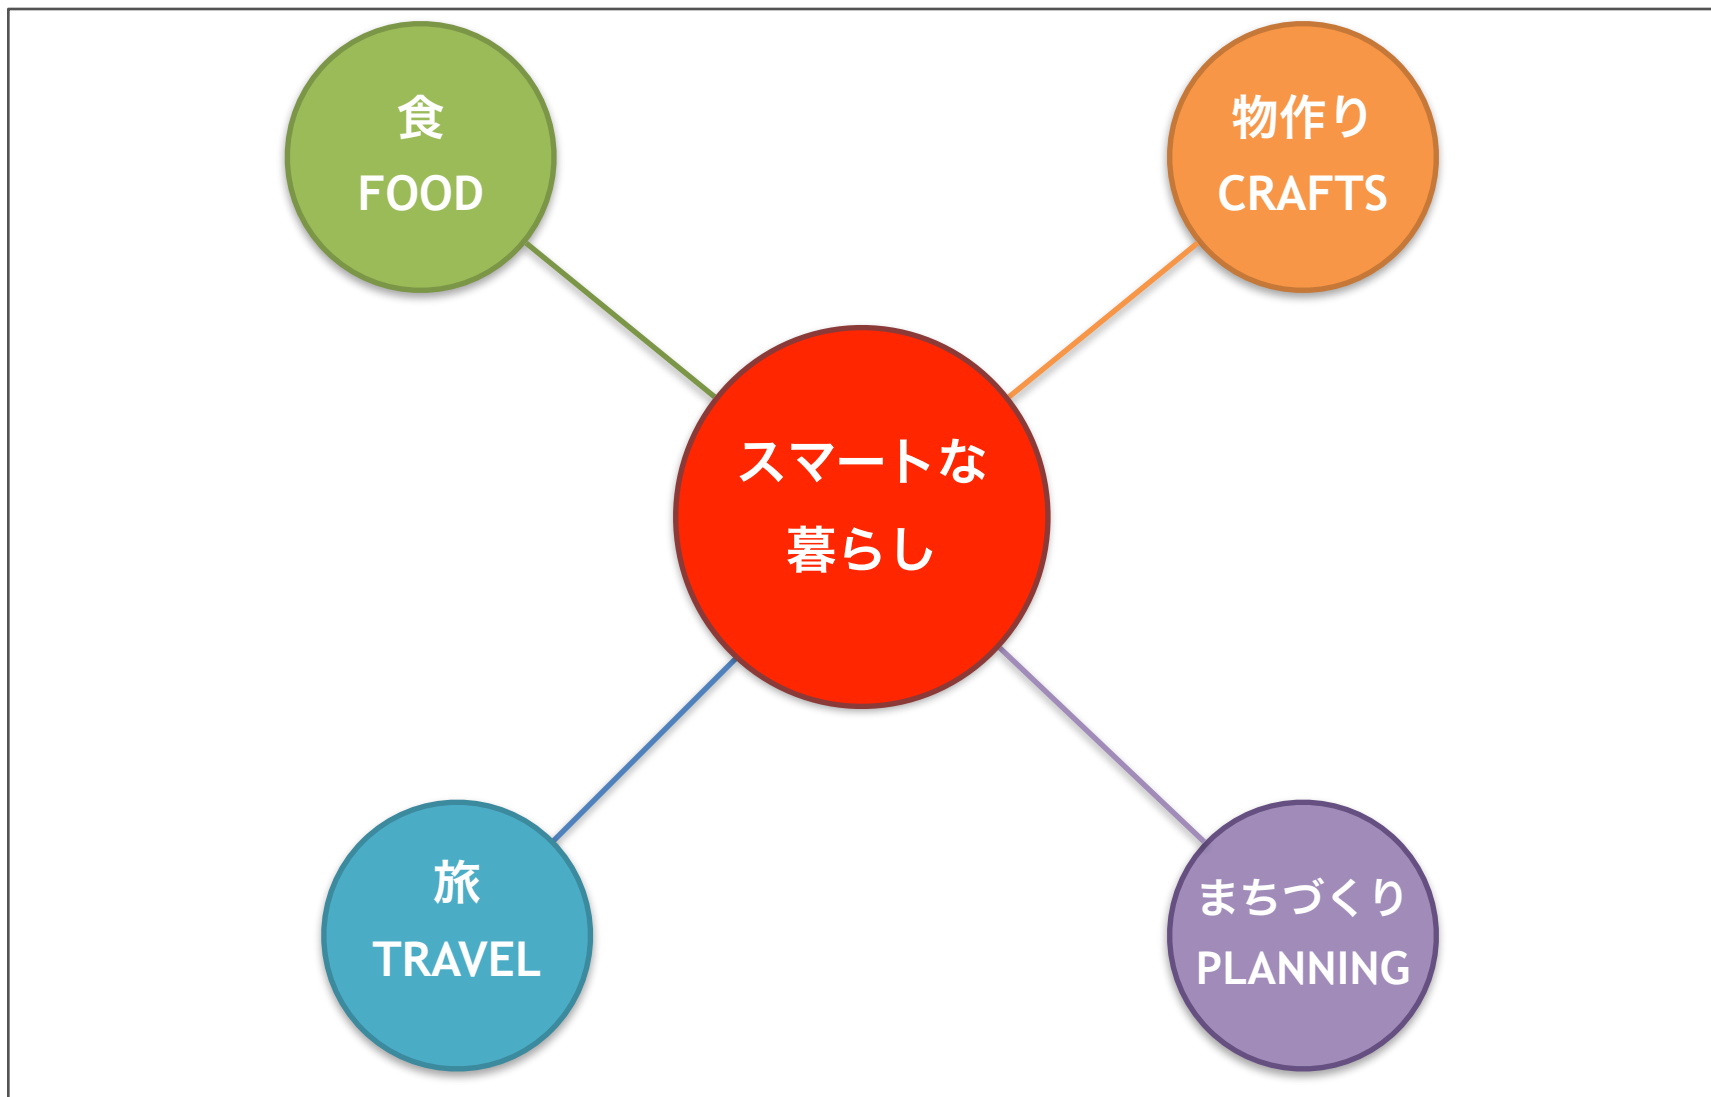 食
FOOD
物作り
CRAFTS
スマートな
暮らし
旅
TRAVEL
まちづくり
PLANNING